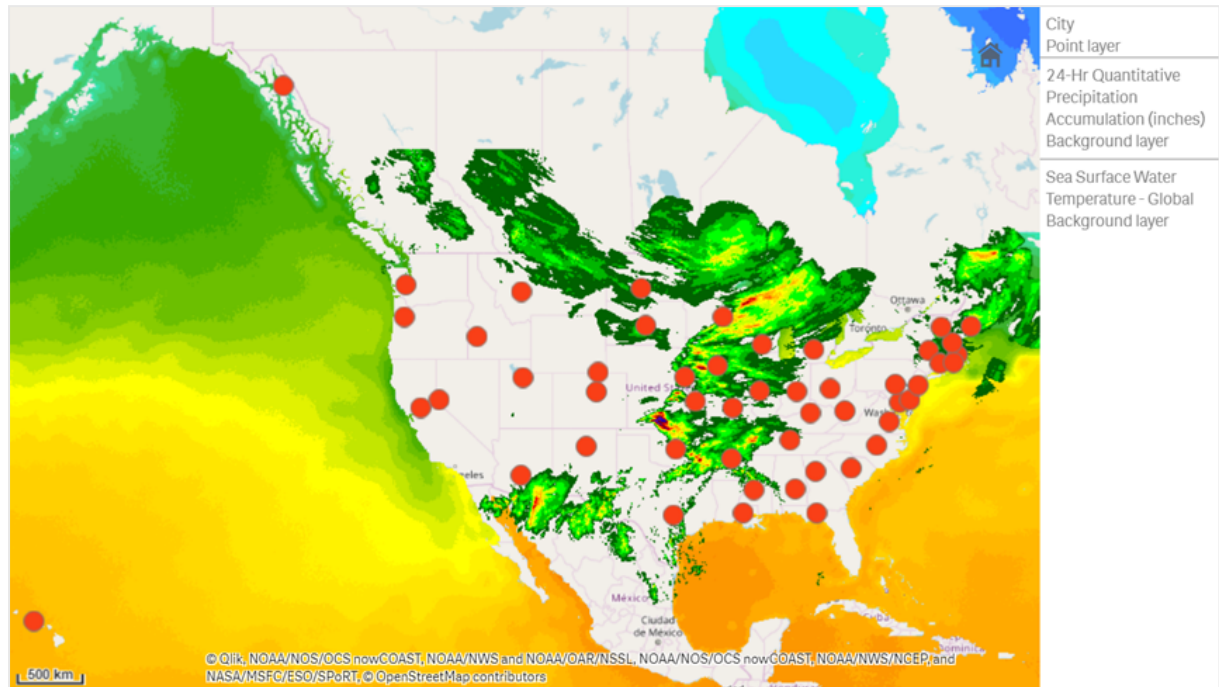 City
Point layer
24-Hr Quantitative
Precipitation
Accumulation (inches)
Background layer
Sea Surface Water
Temperature - Global
Background layer
Ottawa
Toronto
United
eles
México
Ciudad
de México
© Qlik, NOAA/NOS/OCS nowCOAST, NOAA/NWS and NOAA/OAR/NSSL, NOAA/NOS/OCS nowCOAST, NOAA/NWS/NCEP, and
NASA/MSFC/ESO/SPoRT, © OpenStreetMap contributors
500 km